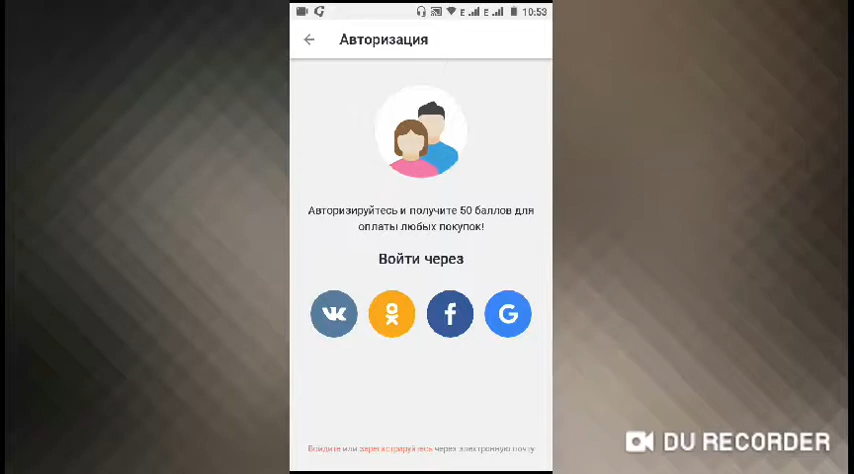 E E 10:53
Авторизация
Авторизируйтесь и получите 50 баллов для
оплаты любых покупок!
Войти через
Войдите или зарегистрируйтесь через электронную почту
DU RECORDER